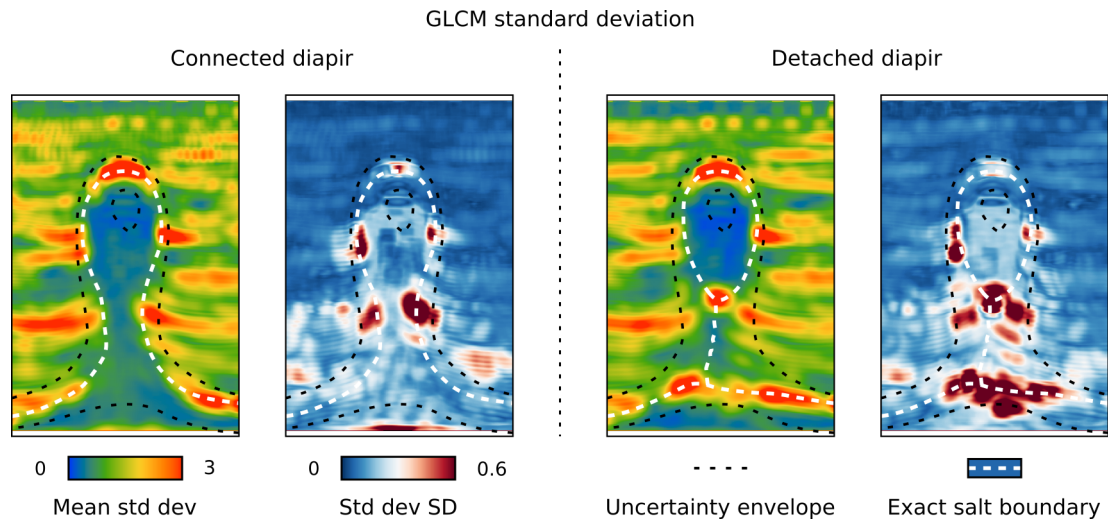 GLCM standard deviation
Connected diapir
Detached diapir
0
3
0
0.6
Mean std dev
Std dev SD
Uncertainty envelope
Exact salt boundary